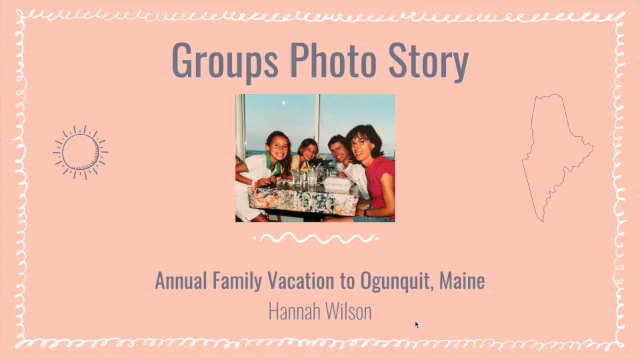 Groups Photo Story
Annual Family Vacation to Ogunquit, Maine
Hannah Wilson